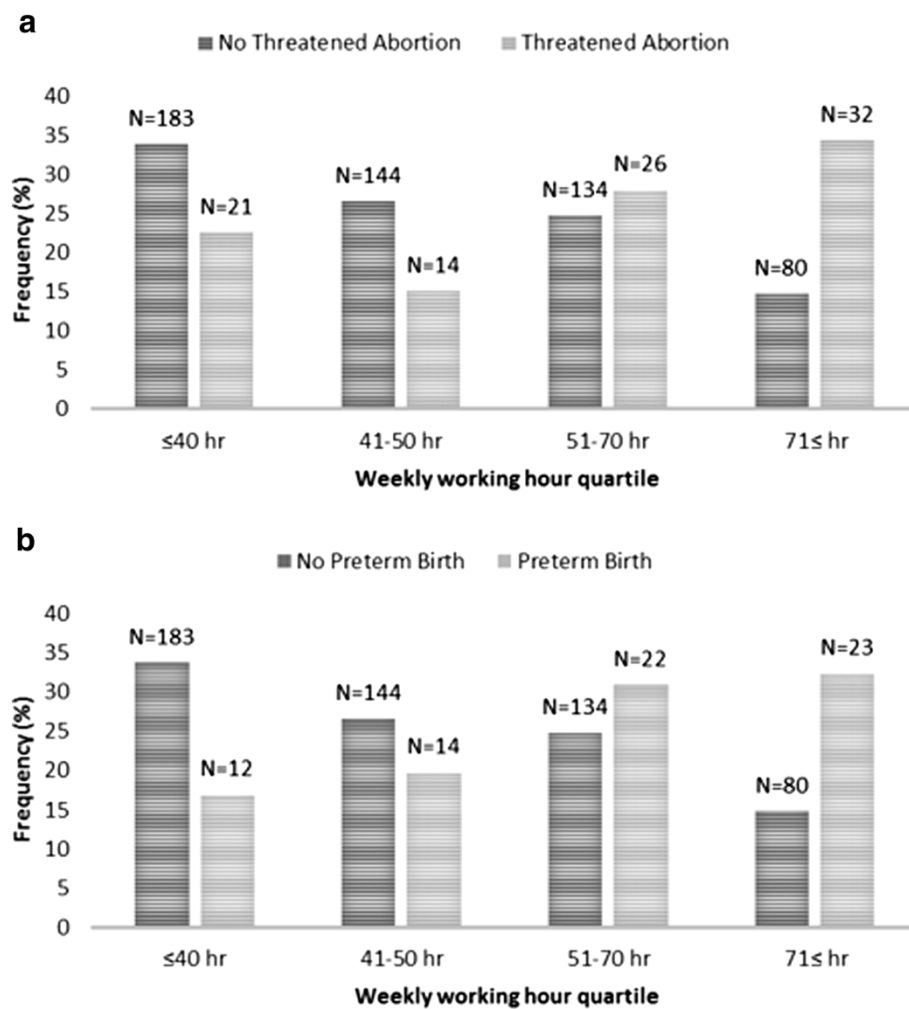 a
No Threatened Abortion Threatened Abortion
40
35
30
25
20
15
10
5
0
Frequency (%)
N=183
N=21
N=144
N=14
N=134
N=26
N=80
N=32
≤40 hr 41-50 hr 51-70 hr 71≤ hr
Weekly working hour quartile
b
No Preterm Birth Preterm Birth
40
35
30
25
20
15
10
5
0
Frequency (%)
N=183
N=12
N=144
N=14
N=134
N=22
N=80
N=23
≤40 hr 41-50 hr 51-70 hr 71≤ hr
Weekly working hour quartile